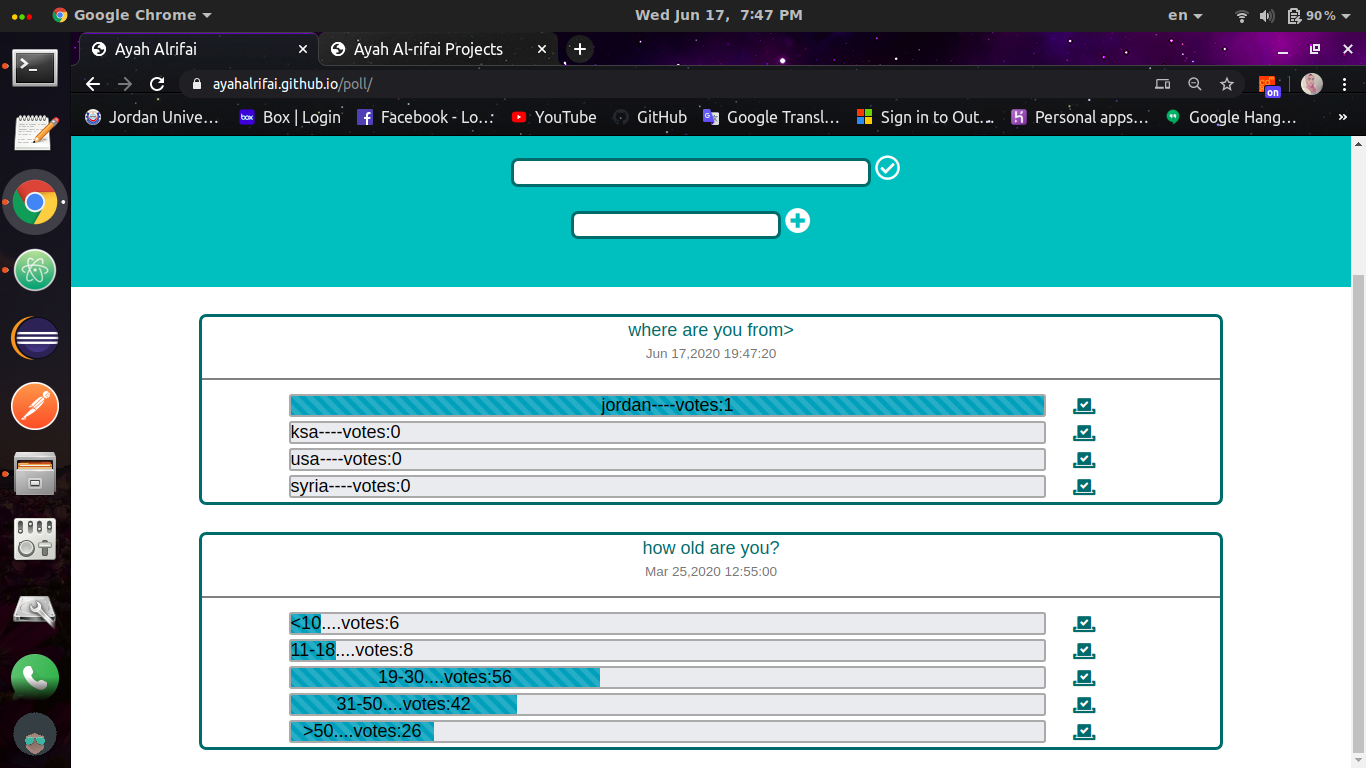 Google Chrome
Wed Jun 17, 7:47 PM
en
90%
Ayah Alrifai
Ayah Al-rifai Projects
ayahalrifai.github.io/poll/
on
Jordan Unive...
box
Box | Login
Facebook - Lo...
YouTube
GitHub
Google Transl...
Sign in to Out...
Personal apps...
Google Hang...
»
where are you from>
Jun 17,2020 19:47:20
jordan----votes:1
ksa----votes:0
usa----votes:0
syria----votes:0
how old are you?
Mar 25,2020 12:55:00
<10....votes:6
11-18....votes:8
19-30....votes:56
31-50....votes:42
>50....votes:26